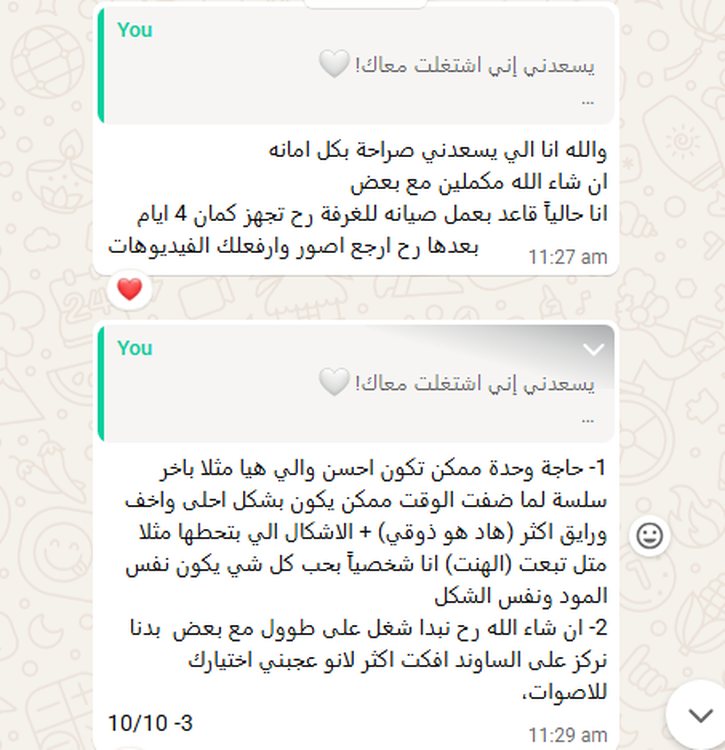 You
يسعدني إني اشتغلت معاك! 🤍
...
والله انا الي يسعدني صراحة بكل امانه
ان شاء الله مكملين مع بعض
انا حالياً قاعد بعمل صيانه للغرفة رح تجهز كمان 4 ايام
بعدها رح ارجع اصور وارفعلك الفيديوهات
11:27 am
❤️
You
يسعدني إني اشتغلت معاك! 🤍
...
1- حاجة وحدة ممكن تكون احسن والي هيا مثلا باخر
سلسة لما ضفت الوقت ممكن يكون بشكل احلى واخف
ورايق اكثر (هاد هو ذوقي) + الاشكال الي بتحطها مثلا
متل تبعت (الهنت) انا شخصياً بحب كل شي يكون نفس
المود ونفس الشكل
2- ان شاء الله رح نبدا شغل على طوول مع بعض  بدنا
نركز على الساوند افكت اكثر لانو عجبني اختيارك
للاصوات،
3- 10/10
11:29 am